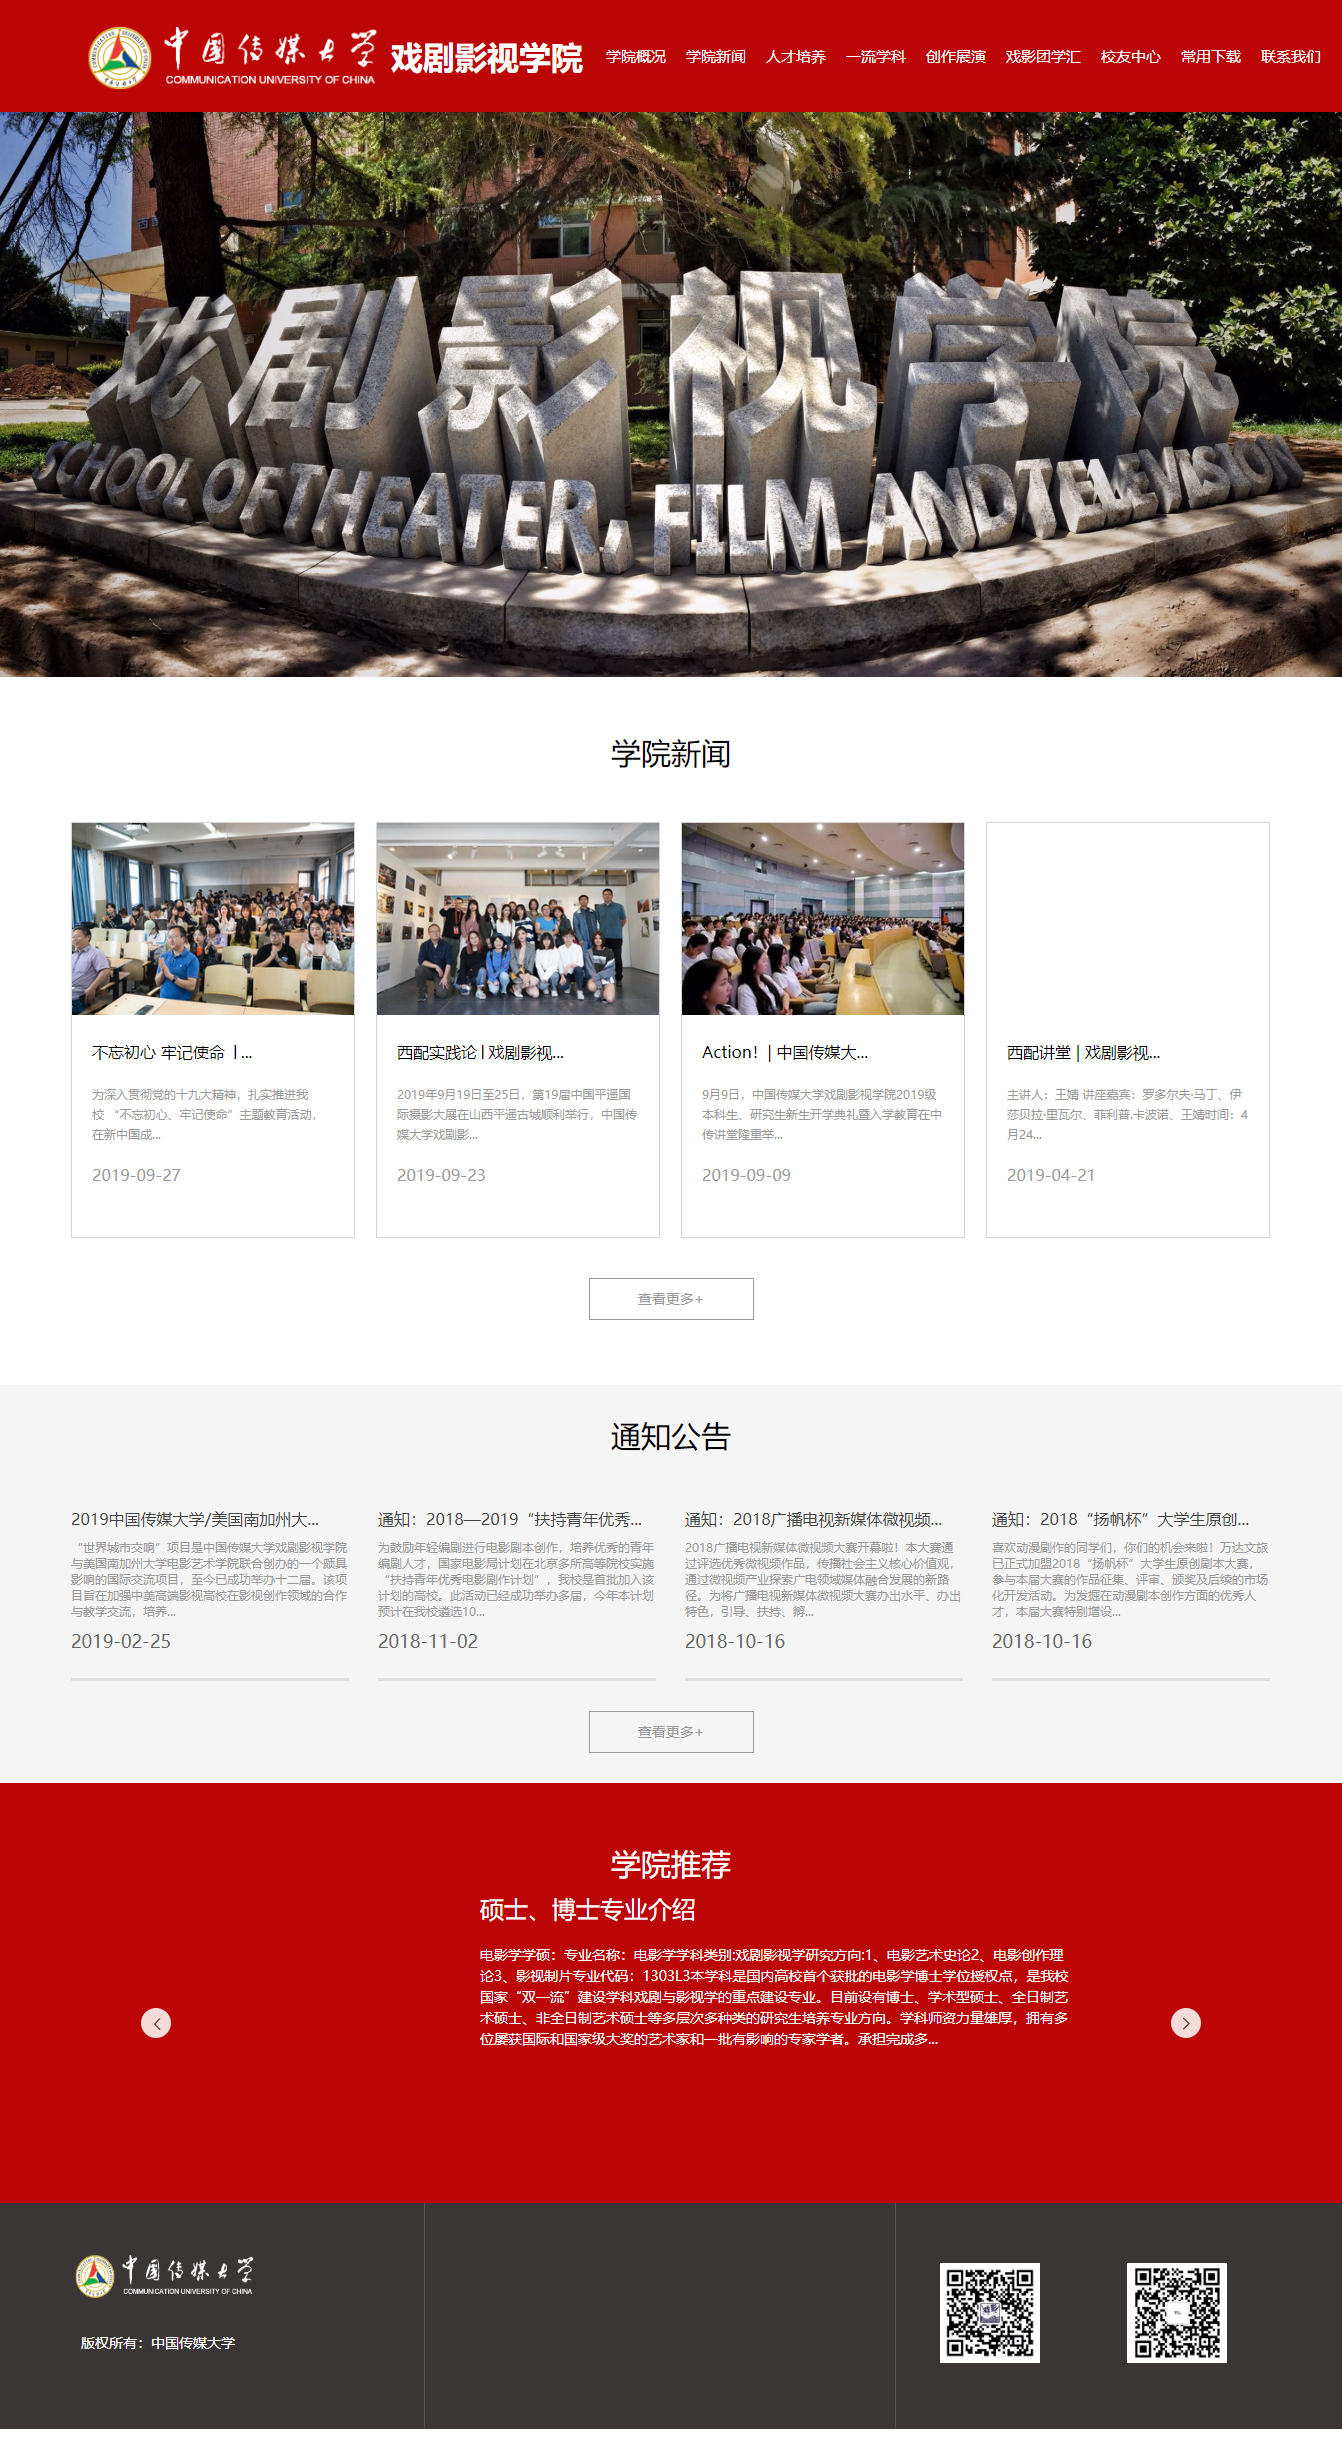 中国传媒大学
COMMUNICATION UNIVERSITY OF CHINA
戏剧影视学院
学院概况 学院新闻 人才培养 一流学科 创作展演 戏影团学汇 校友中心 常用下载 联系我们
戏剧影视学院
SCHOOL OF THEATER, FILM AND TELEVISION
学院新闻
不忘初心 牢记使命 | ...
为深入贯彻党的十九大精神，扎实推进我
校 “不忘初心、牢记使命”主题教育活动，
在新中国成...
2019-09-27
西配实践论 | 戏剧影视...
2019年9月19日至25日，第19届中国平遥国
际摄影大展在山西平遥古城顺利举行，中国传
媒大学戏剧影...
2019-09-23
Action！| 中国传媒大...
9月9日，中国传媒大学戏剧影视学院2019级
本科生、研究生新生开学典礼暨入学教育在中
传讲堂隆重举...
2019-09-09
西配讲堂 | 戏剧影视...
主讲人：王婧 讲座嘉宾：罗多尔夫·马丁、伊
莎贝拉·里瓦尔、菲利普.卡波诺、王婧时间：4
月24...
2019-04-21
查看更多+
通知公告
2019中国传媒大学/美国南加州大...
“世界城市交响”项目是中国传媒大学戏剧影视学院
与美国南加州大学电影艺术学院联合创办的一个颇具
影响的国际交流项目，至今已成功举办十二届。该项
目旨在加强中美高端影视高校在影视创作领域的合作
与教学交流，培养...
2019-02-25
通知：2018—2019“扶持青年优秀...
为鼓励年轻编剧进行电影剧本创作，培养优秀的青年
编剧人才，国家电影局计划在北京多所高等院校实施
“扶持青年优秀电影剧作计划”，我校是首批加入该
计划的高校。此活动已经成功举办多届，今年本计划
预计在我校遴选10...
2018-11-02
通知：2018广播电视新媒体微视频...
2018广播电视新媒体微视频大赛开幕啦！本大赛通
过评选优秀微视频作品，传播社会主义核心价值观，
通过微视频产业探索广电领域媒体融合发展的新路
径。为将广播电视新媒体微视频大赛办出水平、办出
特色，引导、扶持、孵...
2018-10-16
通知：2018“扬帆杯”大学生原创...
喜欢动漫剧作的同学们，你们的机会来啦！万达文旅
已正式加盟2018“扬帆杯”大学生原创剧本大赛，
参与本届大赛的作品征集、评审、颁奖及后续的市场
化开发活动。为发掘在动漫剧本创作方面的优秀人
才，本届大赛特别增设...
2018-10-16
查看更多+
学院推荐
硕士、博士专业介绍
电影学学硕：专业名称：电影学学科类别:戏剧影视学研究方向:1、电影艺术史论2、电影创作理
论3、影视制片专业代码：1303L3本学科是国内高校首个获批的电影学博士学位授权点，是我校
国家“双一流”建设学科戏剧与影视学的重点建设专业。目前设有博士、学术型硕士、全日制艺
术硕士、非全日制艺术硕士等多层次多种类的研究生培养专业方向。学科师资力量雄厚，拥有多
位屡获国际和国家级大奖的艺术家和一批有影响的专家学者。承担完成多...
中国传媒大学
COMMUNICATION UNIVERSITY OF CHINA
版权所有：中国传媒大学